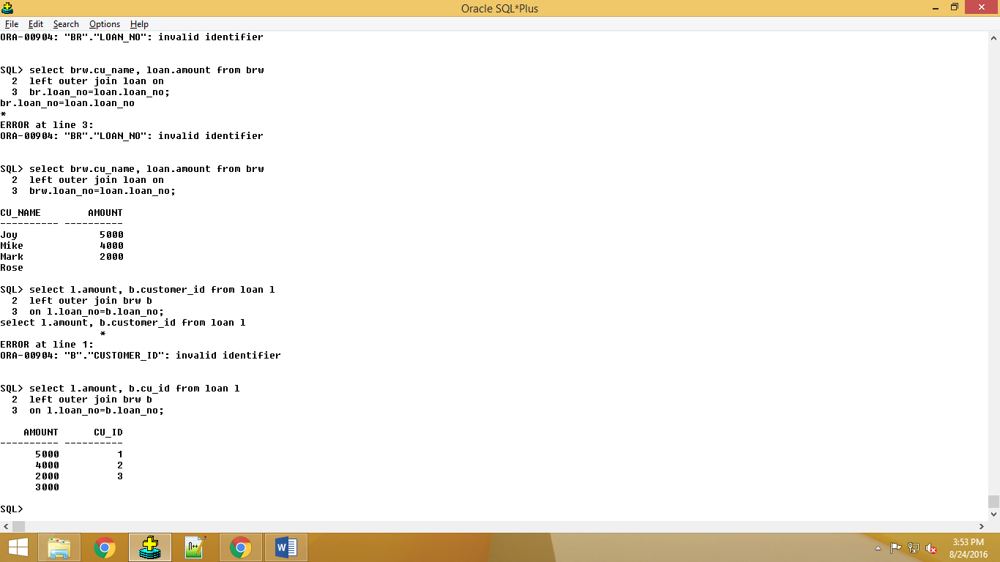 Oracle SQL*Plus
File Edit Search Options Help
ORA-00904: "BR"."LOAN_NO": invalid identifier
SQL> select brw.cu_name, loan.amount from brw
  2  left outer join loan on
  3  br.loan_no=loan.loan_no;
br.loan_no=loan.loan_no
*
ERROR at line 3:
ORA-00904: "BR"."LOAN_NO": invalid identifier
SQL> select brw.cu_name, loan.amount from brw
  2  left outer join loan on
  3  brw.loan_no=loan.loan_no;
CU_NAME        AMOUNT
---------- ----------
Joy              5000
Mike             4000
Mark             2000
Rose
SQL> select l.amount, b.customer_id from loan l
  2  left outer join brw b
  3  on l.loan_no=b.loan_no;
select l.amount, b.customer_id from loan l
                 *
ERROR at line 1:
ORA-00904: "B"."CUSTOMER_ID": invalid identifier
SQL> select l.amount, b.cu_id from loan l
  2  left outer join brw b
  3  on l.loan_no=b.loan_no;
    AMOUNT      CU_ID
---------- ----------
      5000          1
      4000          2
      2000          3
      3000
SQL>
3:53 PM
8/24/2016